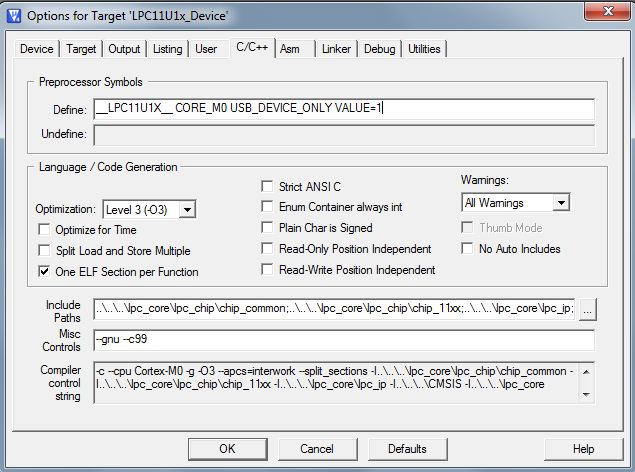 Options for Target 'LPC11U1x_Device'
Device Target Output Listing User C/C++ Asm Linker Debug Utilities
Preprocessor Symbols
Define: __LPC11U1X__ CORE_M0 USB_DEVICE_ONLY VALUE=1
Undefine:
Language / Code Generation
Optimization: Level 3 (-O3)
Optimize for Time
Split Load and Store Multiple
One ELF Section per Function
Strict ANSI C
Enum Container always int
Plain Char is Signed
Read-Only Position Independent
Read-Write Position Independent
Warnings:
All Warnings
Thumb Mode
No Auto Includes
Include
Paths
..\..\..\lpc_core\lpc_chip\chip_common;..\..\..\lpc_core\lpc_chip\chip_11xx;..\..\..\lpc_core\lpc_ip;
...
Misc
Controls
--gnu --c99
Compiler
control
string
-c --cpu Cortex-M0 -g -O3 --apcs=interwork --split_sections -I..\..\..\lpc_core\lpc_chip\chip_common -
I..\..\..\lpc_core\lpc_chip\chip_11xx -I..\..\..\lpc_core\lpc_ip -I..\..\..\CMSIS -I..\..\..\lpc_core
OK Cancel Defaults Help